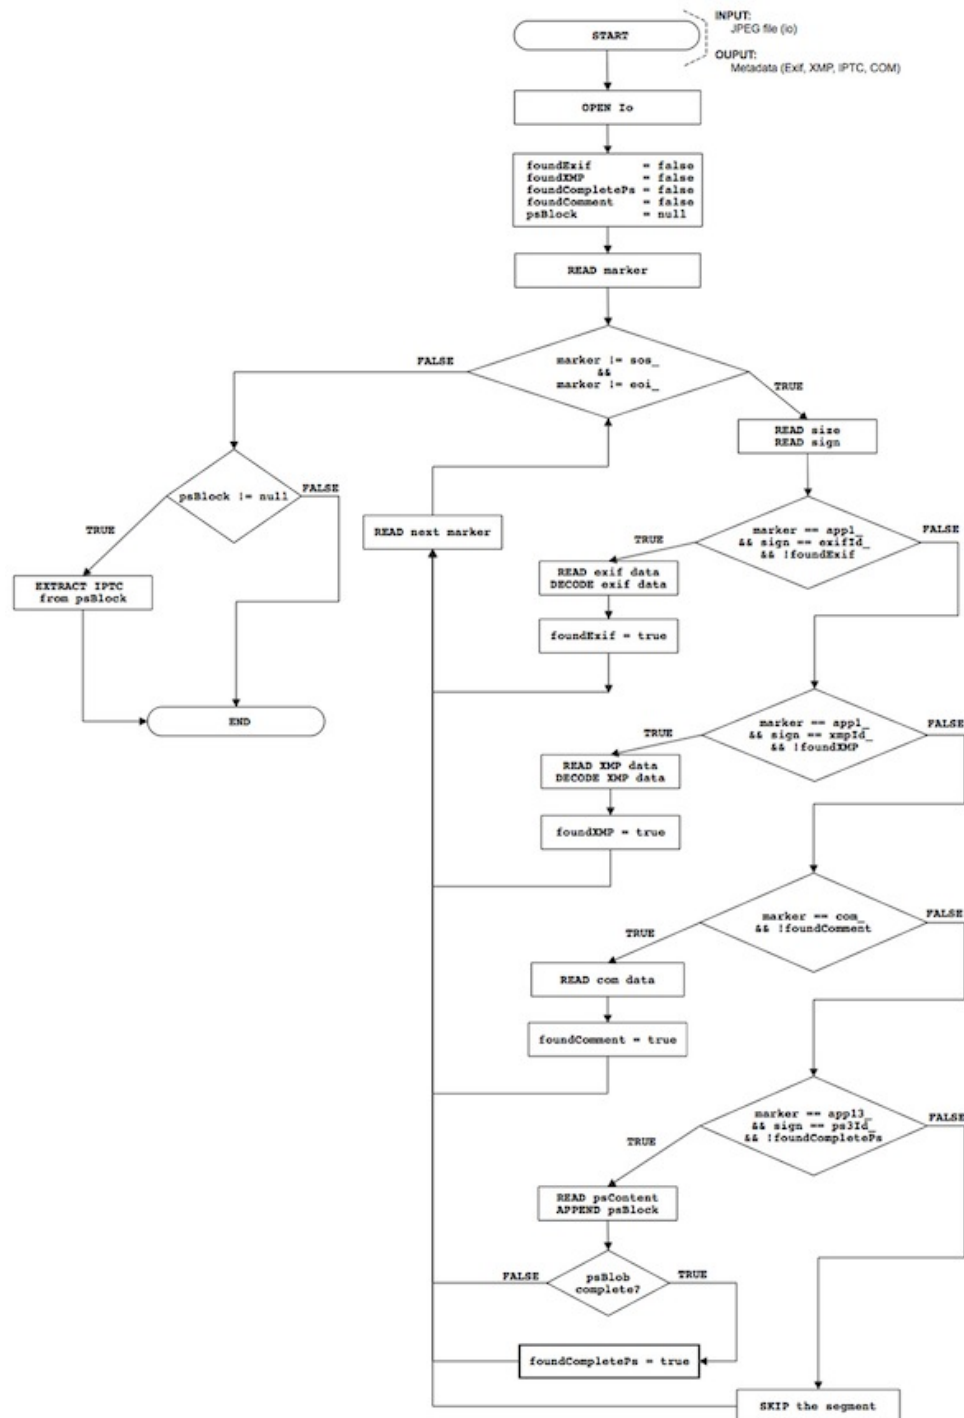 START
INPUT:
JPEG file (io)
OUPUT:
Metadata (Exif, XMP, IPTC, COM)
OPEN Io
foundExif = false
foundXMP = false
foundCompletePs = false
foundComment = false
psBlock = null
READ marker
FALSE
marker != sos_
&&
marker != eoi_
TRUE
READ size
READ sign
psBlock != null
FALSE
TRUE
READ next marker
marker == app1_
&& sign == exifId_
&& !foundExif
FALSE
TRUE
EXTRACT IPTC
from psBlock
READ exif data
DECODE exif data
foundExif = true
END
marker == app1_
&& sign == xmpId_
&& !foundXMP
FALSE
TRUE
READ XMP data
DECODE XMP data
foundXMP = true
marker == com_
&& !foundComment
FALSE
TRUE
READ com data
foundComment = true
marker == app13_
&& sign == ps3Id_
&& !foundCompletePs
FALSE
TRUE
READ psContent
APPEND psBlock
FALSE
psBlob
complete?
TRUE
foundCompletePs = true
SKIP the segment